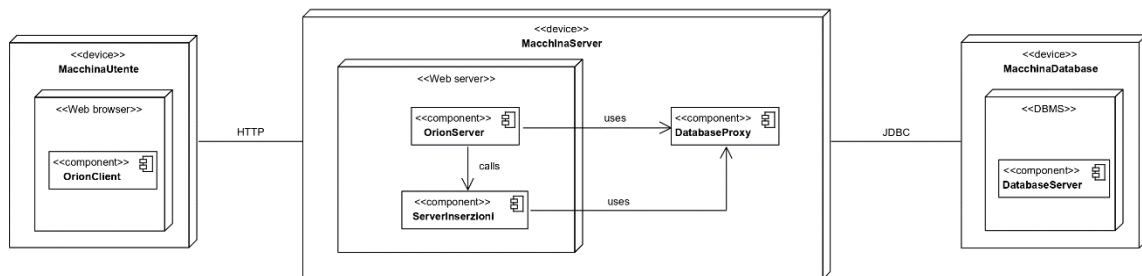 <<device>>
MacchinaUtente
<<Web browser>>
<<component>>
OrionClient
HTTP
<<device>>
MacchinaServer
<<Web server>>
<<component>>
OrionServer
calls
<<component>>
ServerInserzioni
uses
uses
<<component>>
DatabaseProxy
JDBC
<<device>>
MacchinaDatabase
<<DBMS>>
<<component>>
DatabaseServer